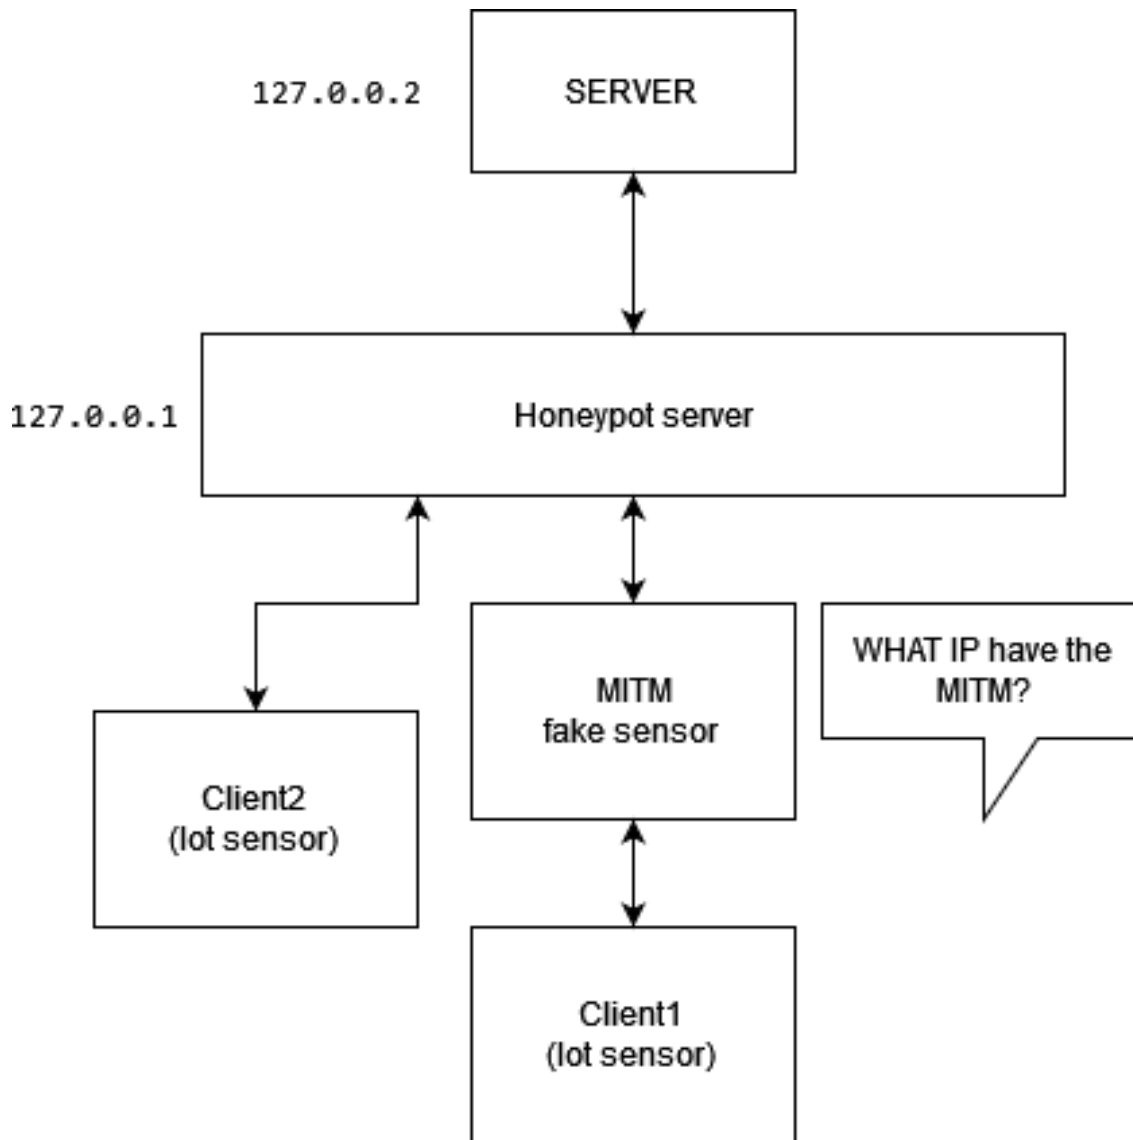 127.0.0.2
SERVER
127.0.0.1
Honeypot server
MITM
fake sensor
WHAT IP have the
MITM?
Client2
(lot sensor)
Client1
(lot sensor)